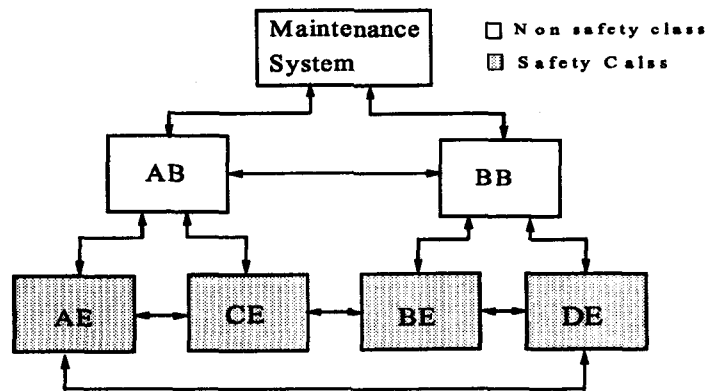 Maintenance
System
Non safety class
Safety Calss
AB
BB
AE
CE
BE
DE